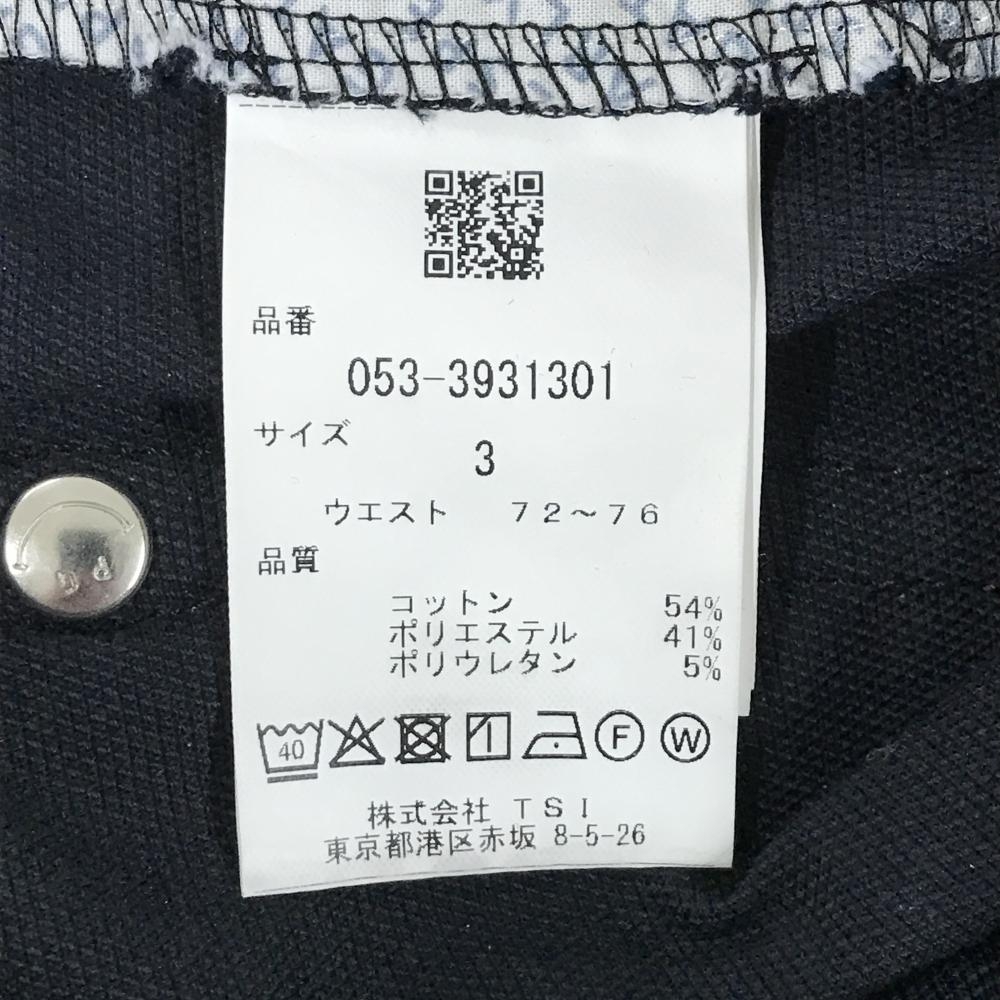 品番
053-3931301
サイズ
3
ウエスト　７２～７６
品質
コットン 54%
ポリエステル 41%
ポリウレタン 5%
40 F W
株式会社 ＴＳＩ
東京都港区赤坂 8-5-26